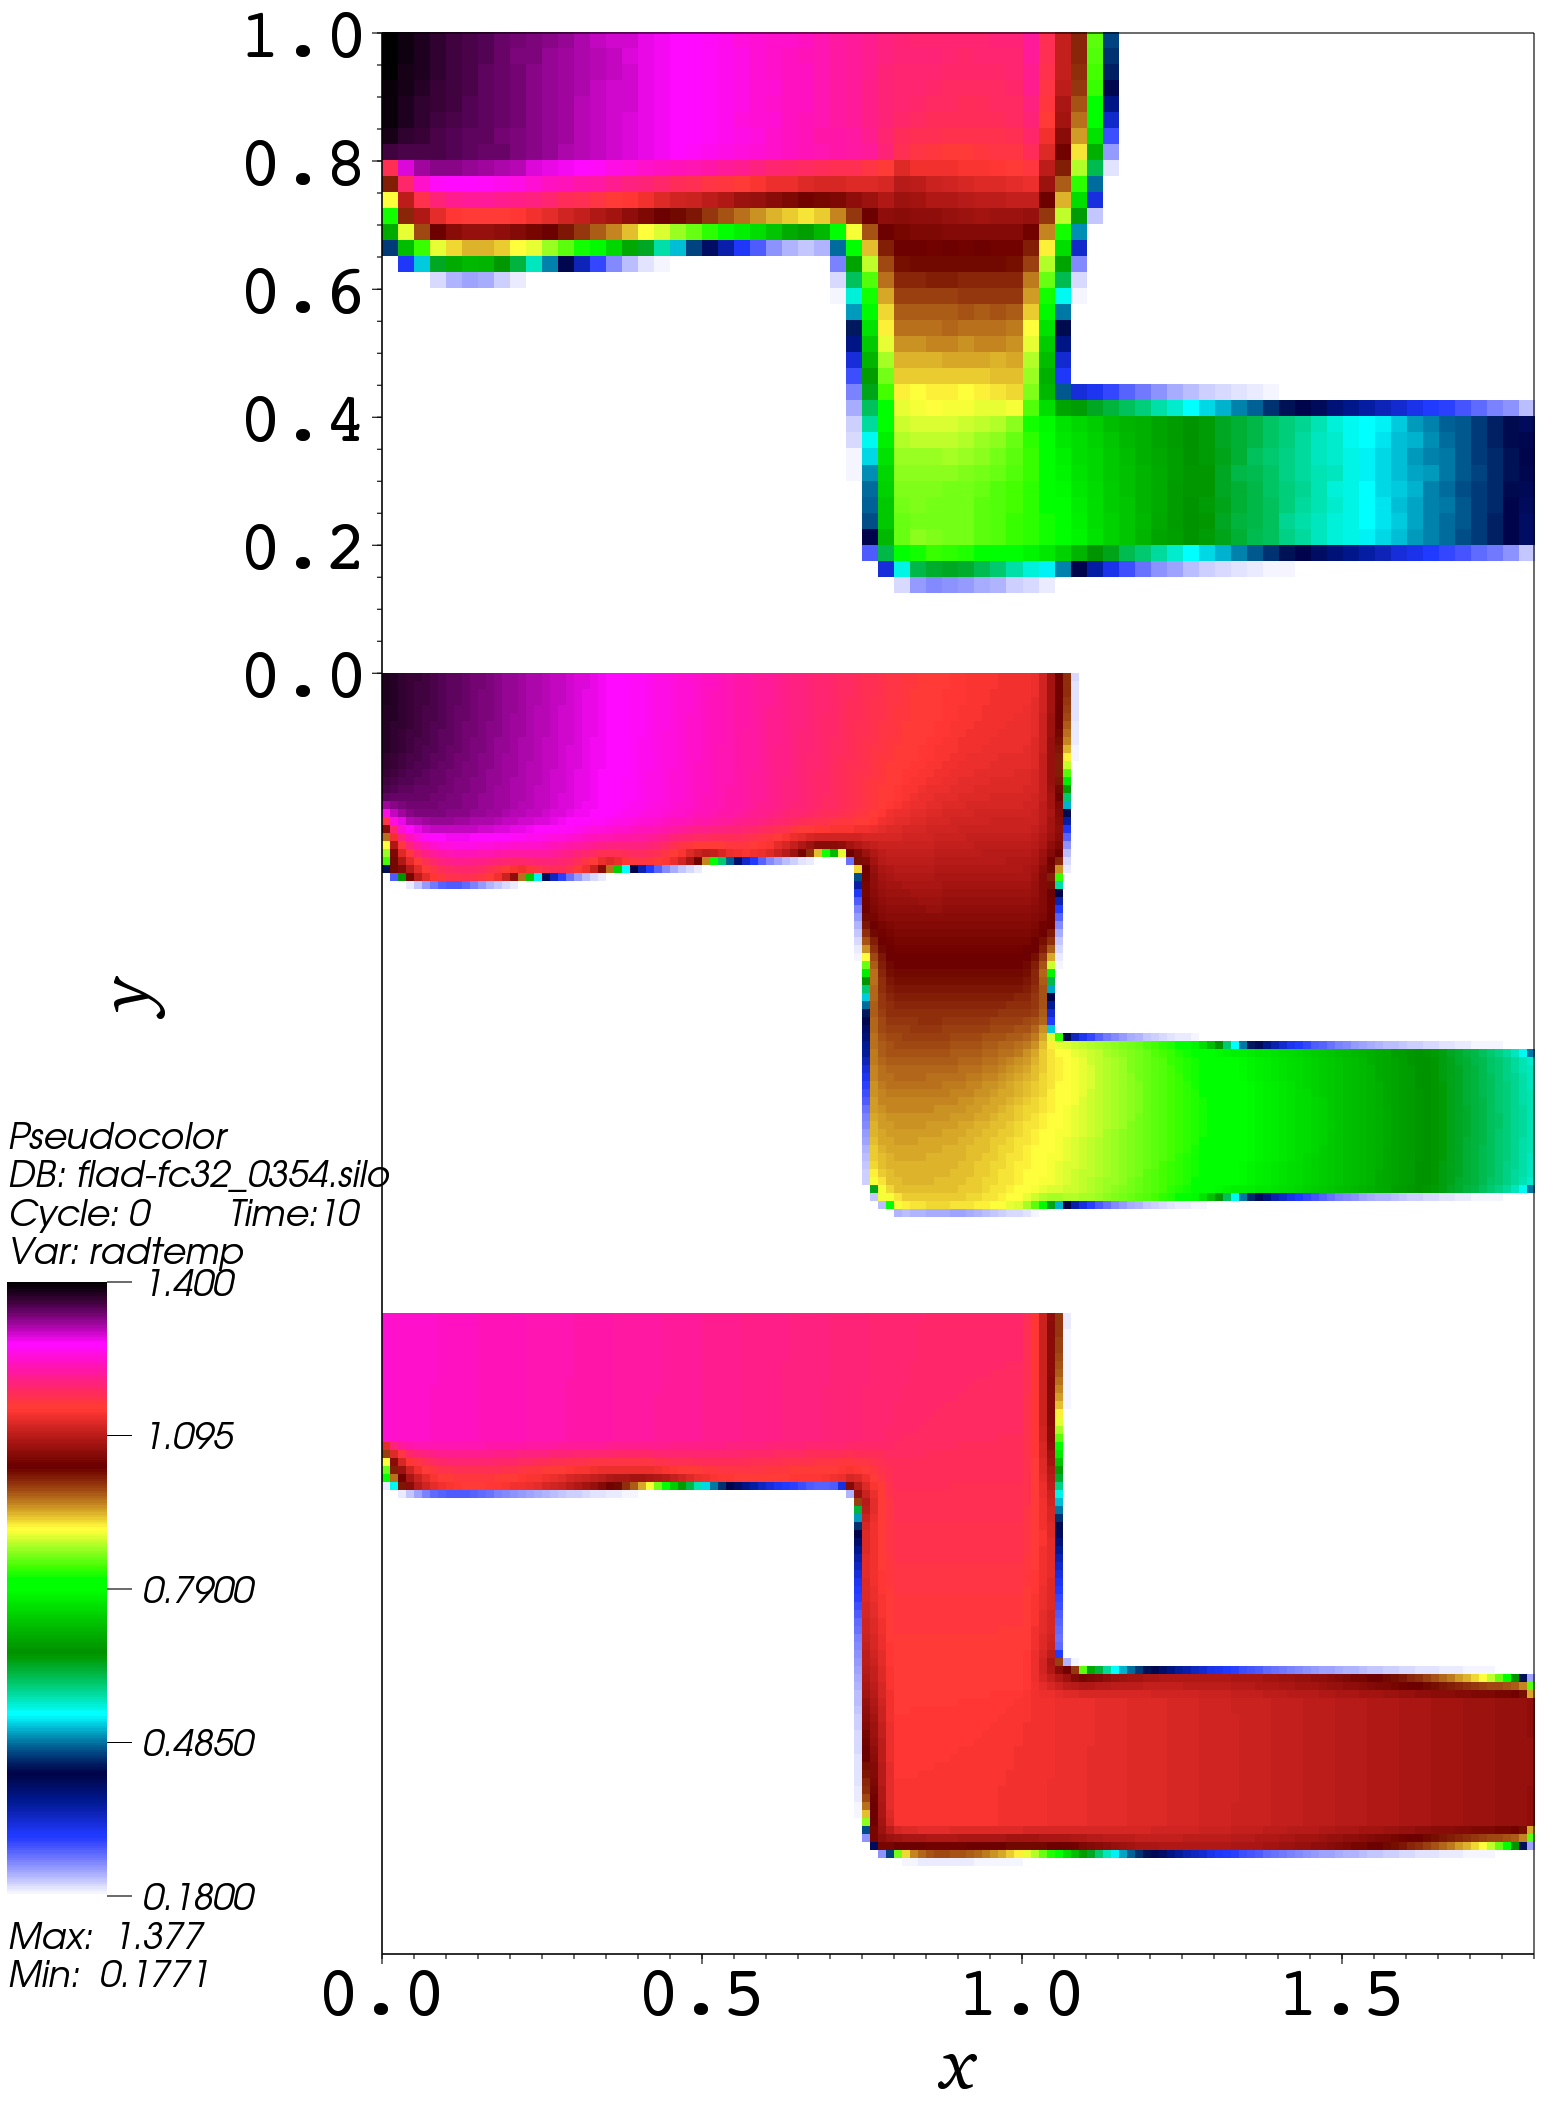 1.0
0.8
0.6
0.4
0.2
0.0
y
Pseudocolor
DB: flad-fc32_0354.silo
Cycle: 0 Time:10
Var: radtemp
1.400
1.095
0.7900
0.4850
0.1800
Max: 1.377
Min: 0.1771
0.0 0.5 1.0 1.5
x